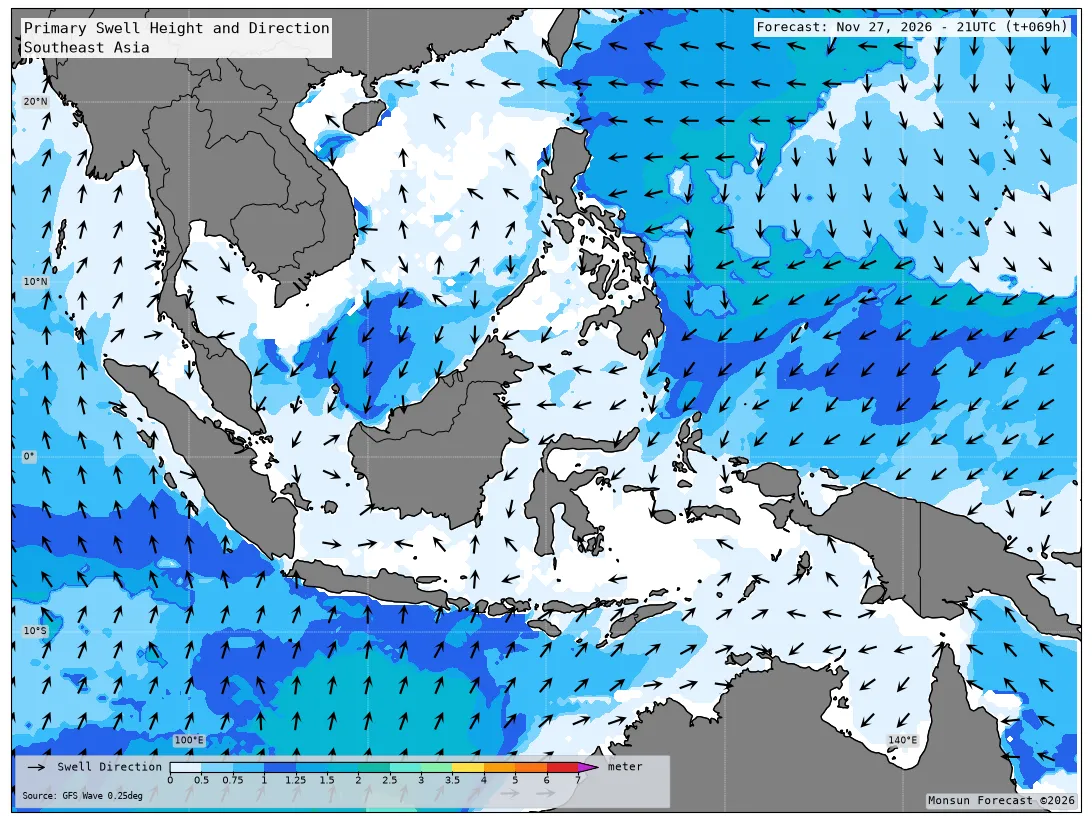 Primary Swell Height and Direction
Southeast Asia
Forecast: Nov 27, 2026 - 21UTC (t+069h)
20°N
10°N
0°
10°S
100°E
140°E
Swell Direction
meter
0 0.5 0.75 1 1.25 1.5 2 2.5 3 3.5 4 5 6 7
Source: GFS Wave 0.25deg
Monsun Forecast ©2026